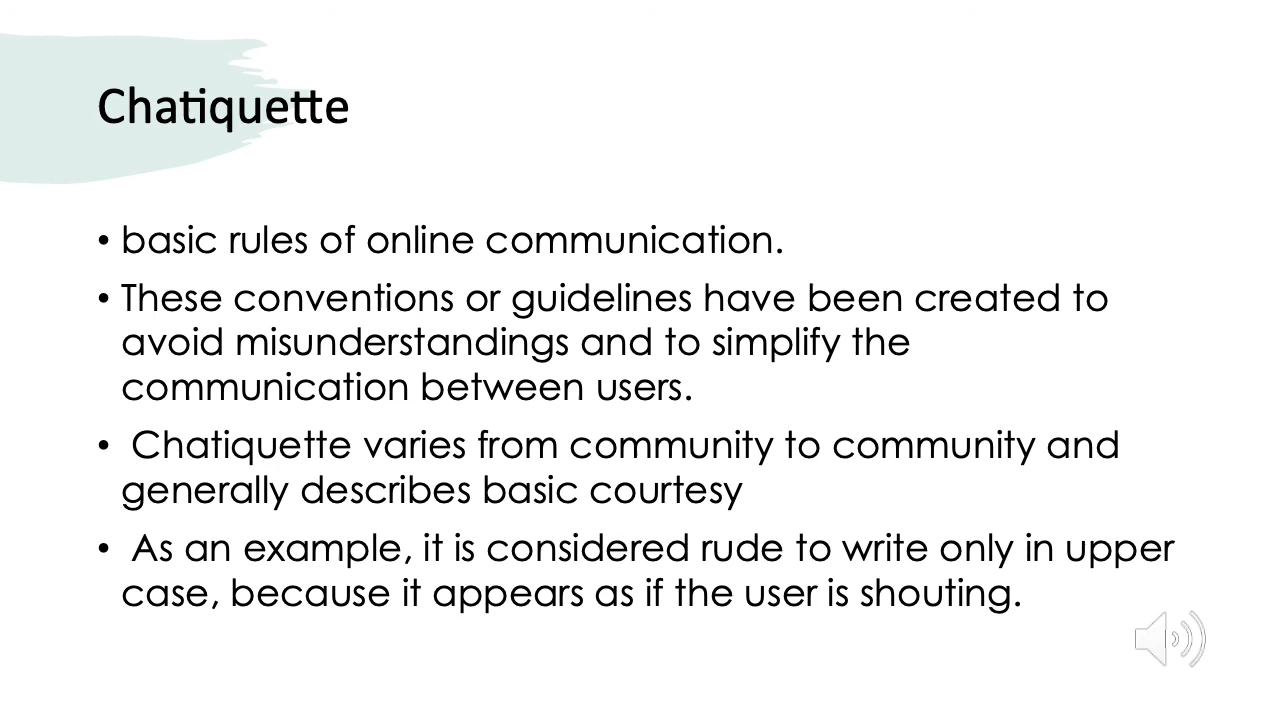 Chatiquette
• basic rules of online communication.
• These conventions or guidelines have been created to
avoid misunderstandings and to simplify the
communication between users.
• Chatiquette varies from community to community and
generally describes basic courtesy
• As an example, it is considered rude to write only in upper
case, because it appears as if the user is shouting.